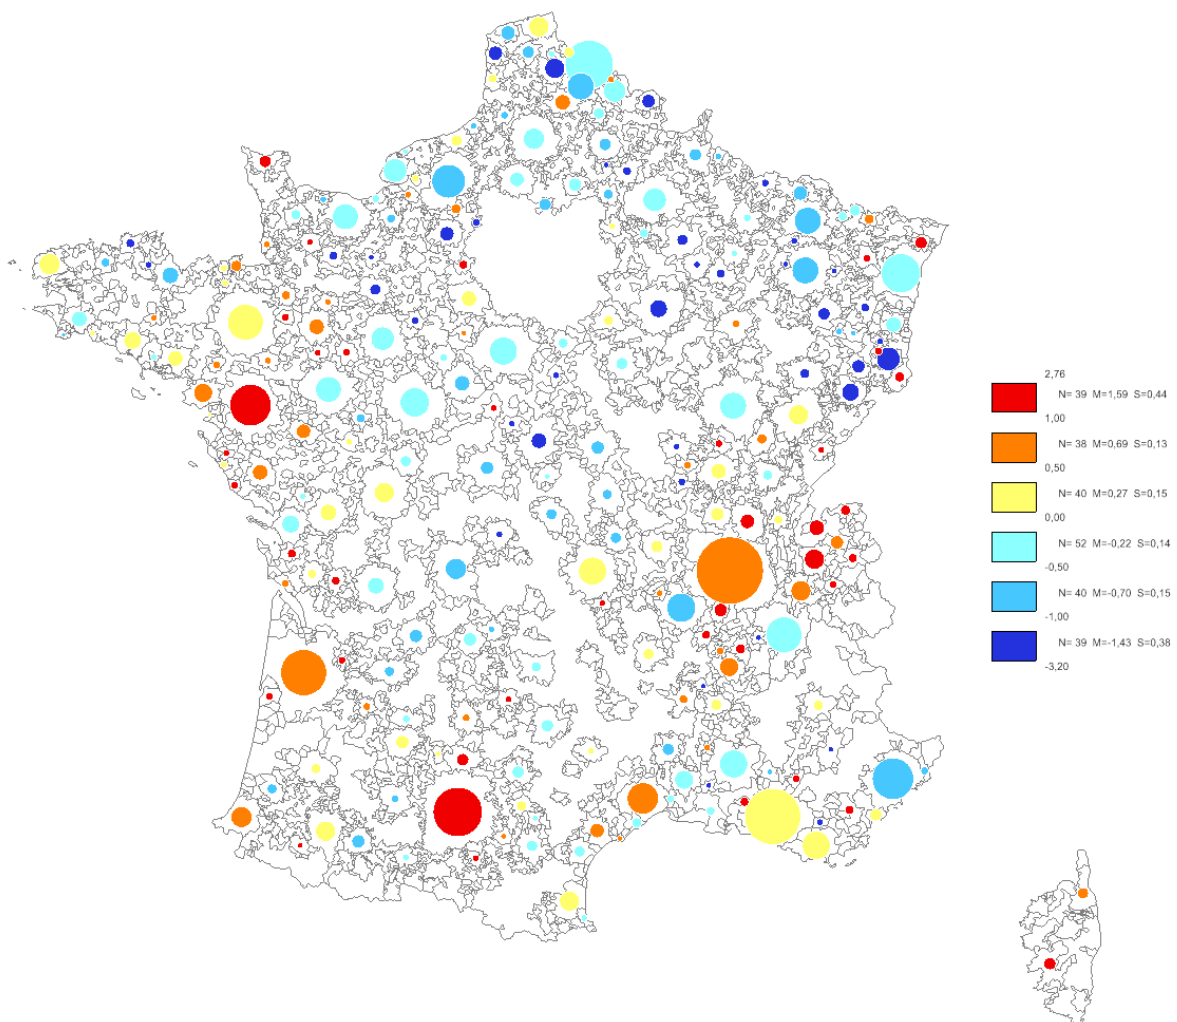 2,76
N= 39 M=1,59 S=0,44
1,00
N= 38 M=0,69 S=0,13
0,50
N= 40 M=0,27 S=0,15
0,00
N= 52 M=-0,22 S=0,14
-0,50
N= 40 M=-0,70 S=0,15
-1,00
N= 39 M=-1,43 S=0,38
-3,20